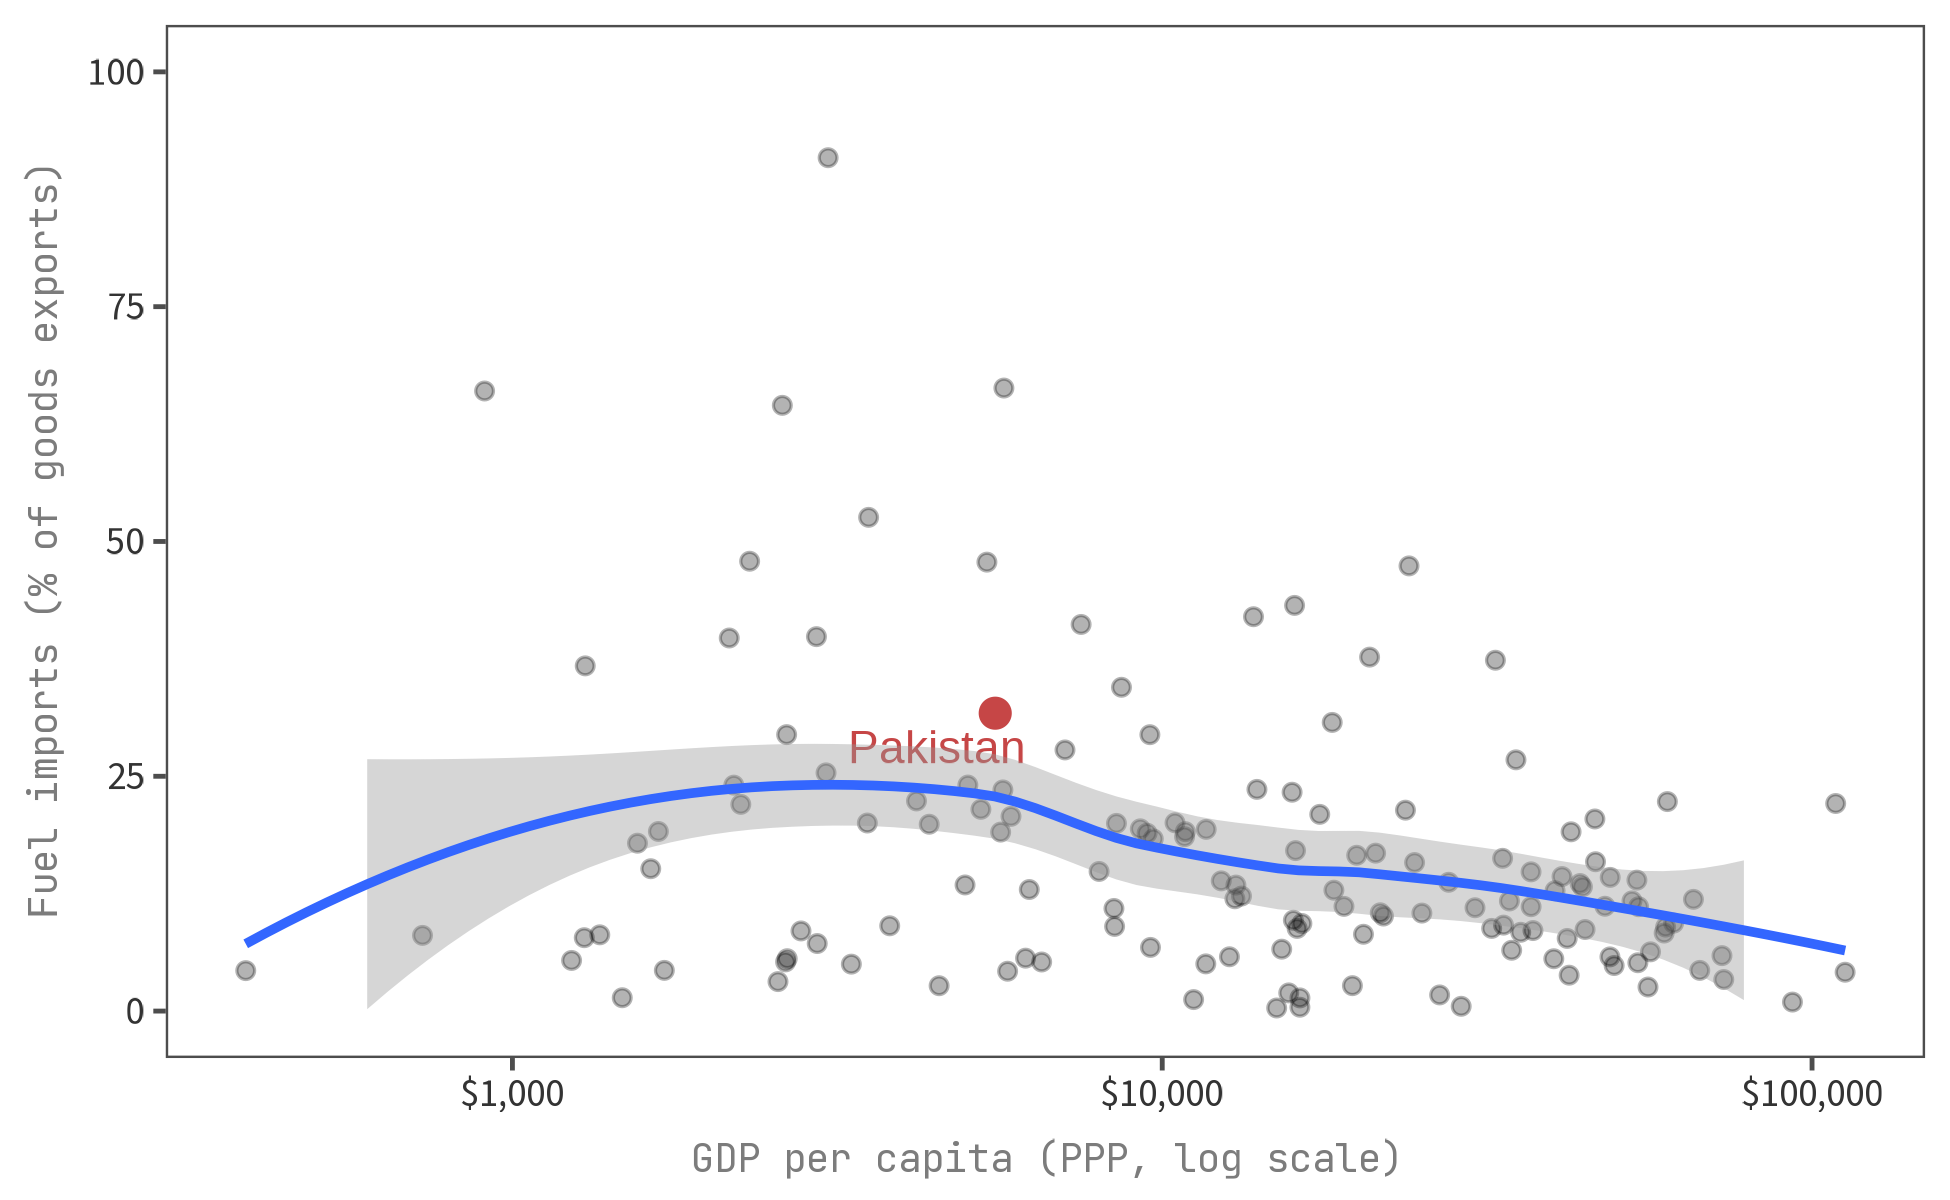 Fuel imports (% of goods exports)
100
75
50
25
0
Pakistan
$1,000
$10,000
$100,000
GDP per capita (PPP, log scale)